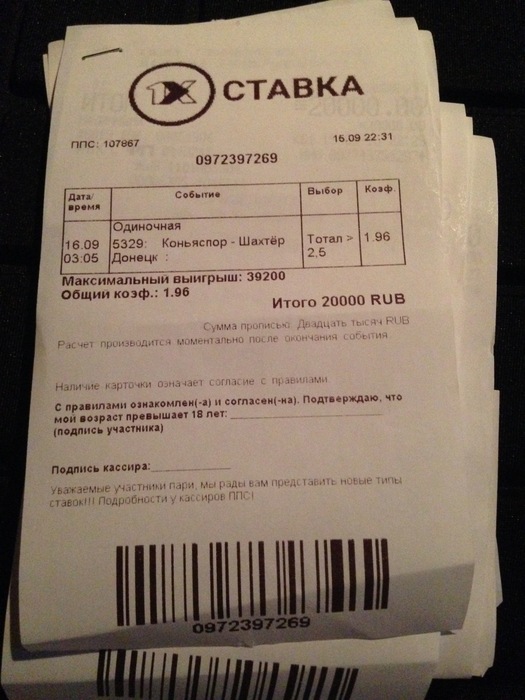 1X СТАВКА
ППС: 107867
16.09 22:31
0972397269
Дата/ время Событие Выбор Коэф.
Одиночная
16.09 5329: Коньяспор - Шахтёр Тотал > 1.96
03:05 Донецк : 2,5
Максимальный выигрыш: 39200
Общий коэф.: 1.96
Итого 20000 RUB
Сумма прописью: Двадцать тысяч RUB
Расчет производится моментально после окончания события.
Наличие карточки означает согласие с правилами.
С правилами ознакомлен(-а) и согласен(-на). Подтверждаю, что
мой возраст превышает 18 лет:
(подпись участника)
Подпись кассира:
Уважаемые участники пари, мы рады вам представить новые типы
ставок!!! Подробности у кассиров ППС!
0972397269